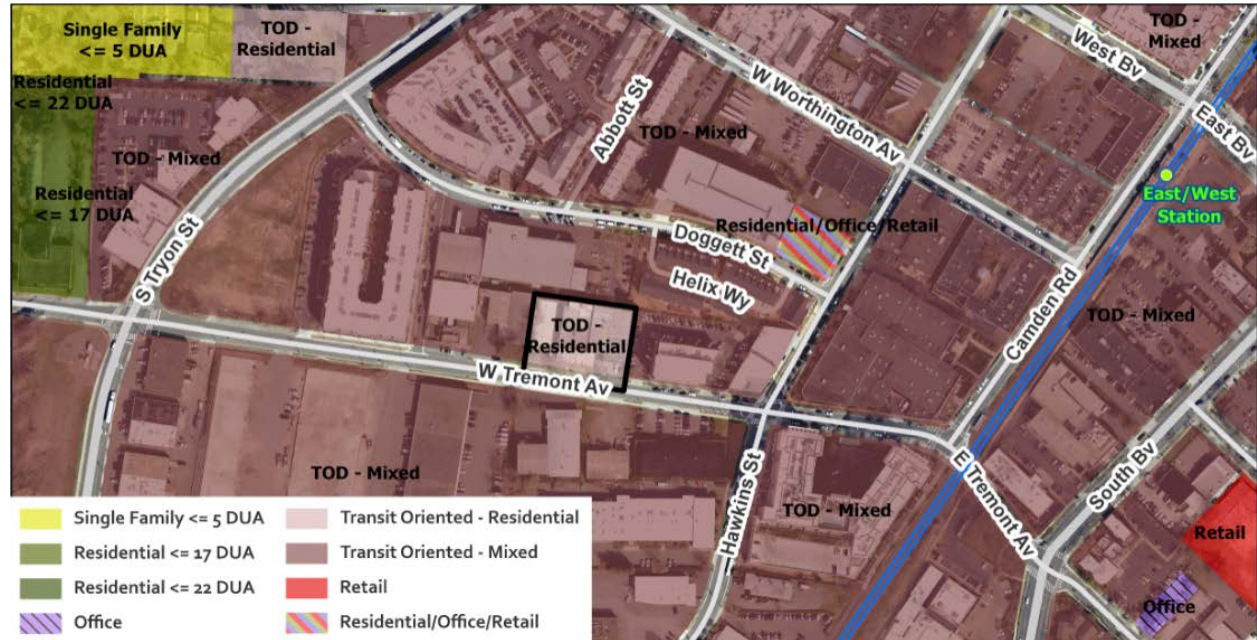 Single Family
<= 5 DUA
TOD -
Residential
TOD -
Mixed
West Bv
East Bv
Residential
<= 22 DUA
Abbott St
W Worthington Av
TOD - Mixed
TOD - Mixed
East/West
Station
Residential
<= 17 DUA
S Tryon St
Residential/Office/Retail
Doggett St
Helix Wy
Camden Rd
TOD - Mixed
TOD -
Residential
W Tremont Av
TOD - Mixed
Hawkins St
TOD - Mixed
E Tremont Av
South Bv
Retail
Office
Single Family <= 5 DUA
Residential <= 17 DUA
Residential <= 22 DUA
Office
Transit Oriented - Residential
Transit Oriented - Mixed
Retail
Residential/Office/Retail